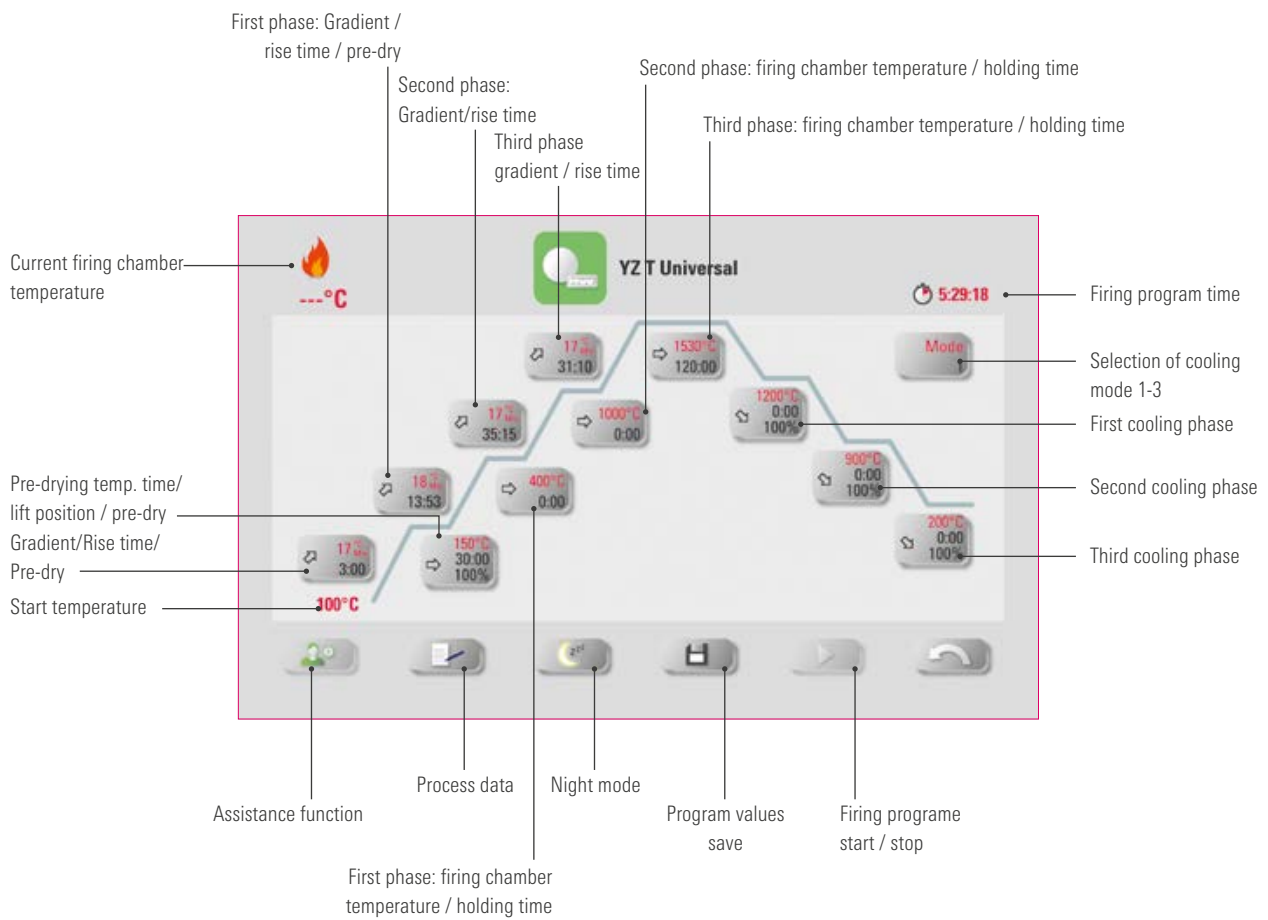 First phase: Gradient /
rise time / pre-dry
Second phase:
Gradient/rise time
Third phase
gradient / rise time
Second phase: firing chamber temperature / holding time
Third phase: firing chamber temperature / holding time
Current firing chamber
temperature
---°C
YZ T Universal
5:29:18
Firing program time
17 °C/Min
31:10
1530°C
120:00
Mode
1
Selection of cooling
mode 1-3
17 °C/Min
35:15
1000°C
0:00
1200°C
0:00
100%
First cooling phase
18 °C/Min
13:53
400°C
0:00
900°C
0:00
100%
Second cooling phase
Pre-drying temp. time/
lift position / pre-dry
Gradient/Rise time/
Pre-dry
17 °C/Min
3:00
150°C
30:00
100%
200°C
0:00
100%
Third cooling phase
Start temperature
100°C
zzz
Assistance function
Process data
Night mode
Program values
save
Firing programe
start / stop
First phase: firing chamber
temperature / holding time